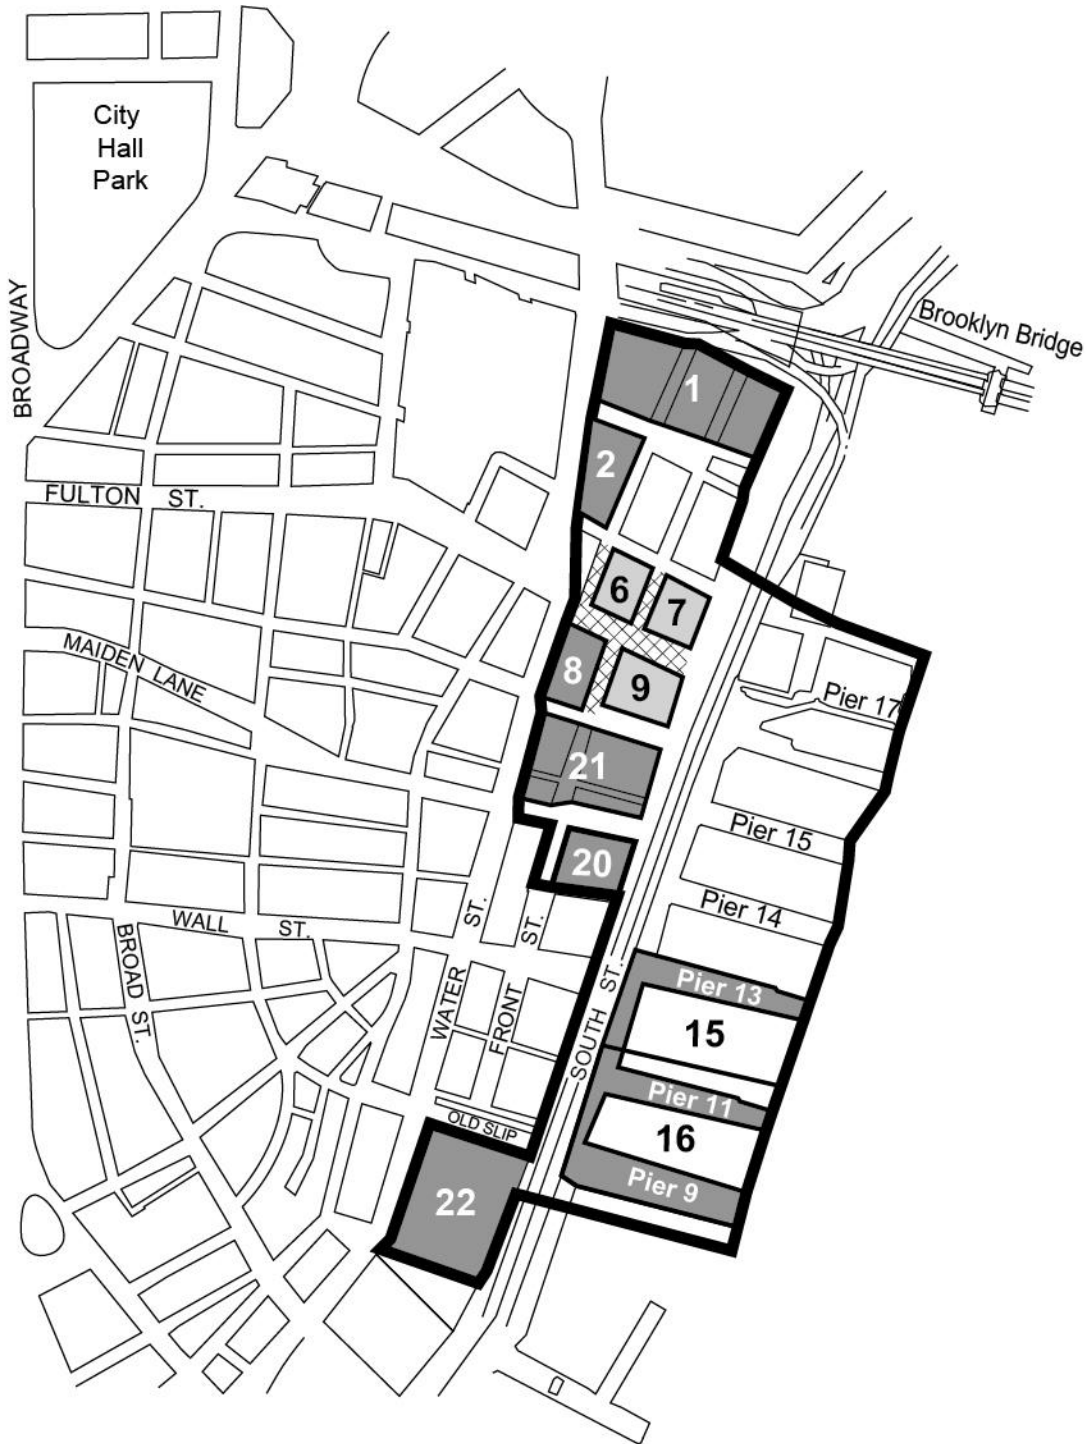 City
Hall
Park
BROADWAY
Brooklyn Bridge
1
2
FULTON ST.
6
7
MAIDEN LANE
8
9
Pier 17
21
Pier 15
20
Pier 14
WALL ST.
BROAD ST.
WATER ST.
FRONT ST.
SOUTH ST.
Pier 13
15
Pier 11
OLD SLIP
16
Pier 9
22